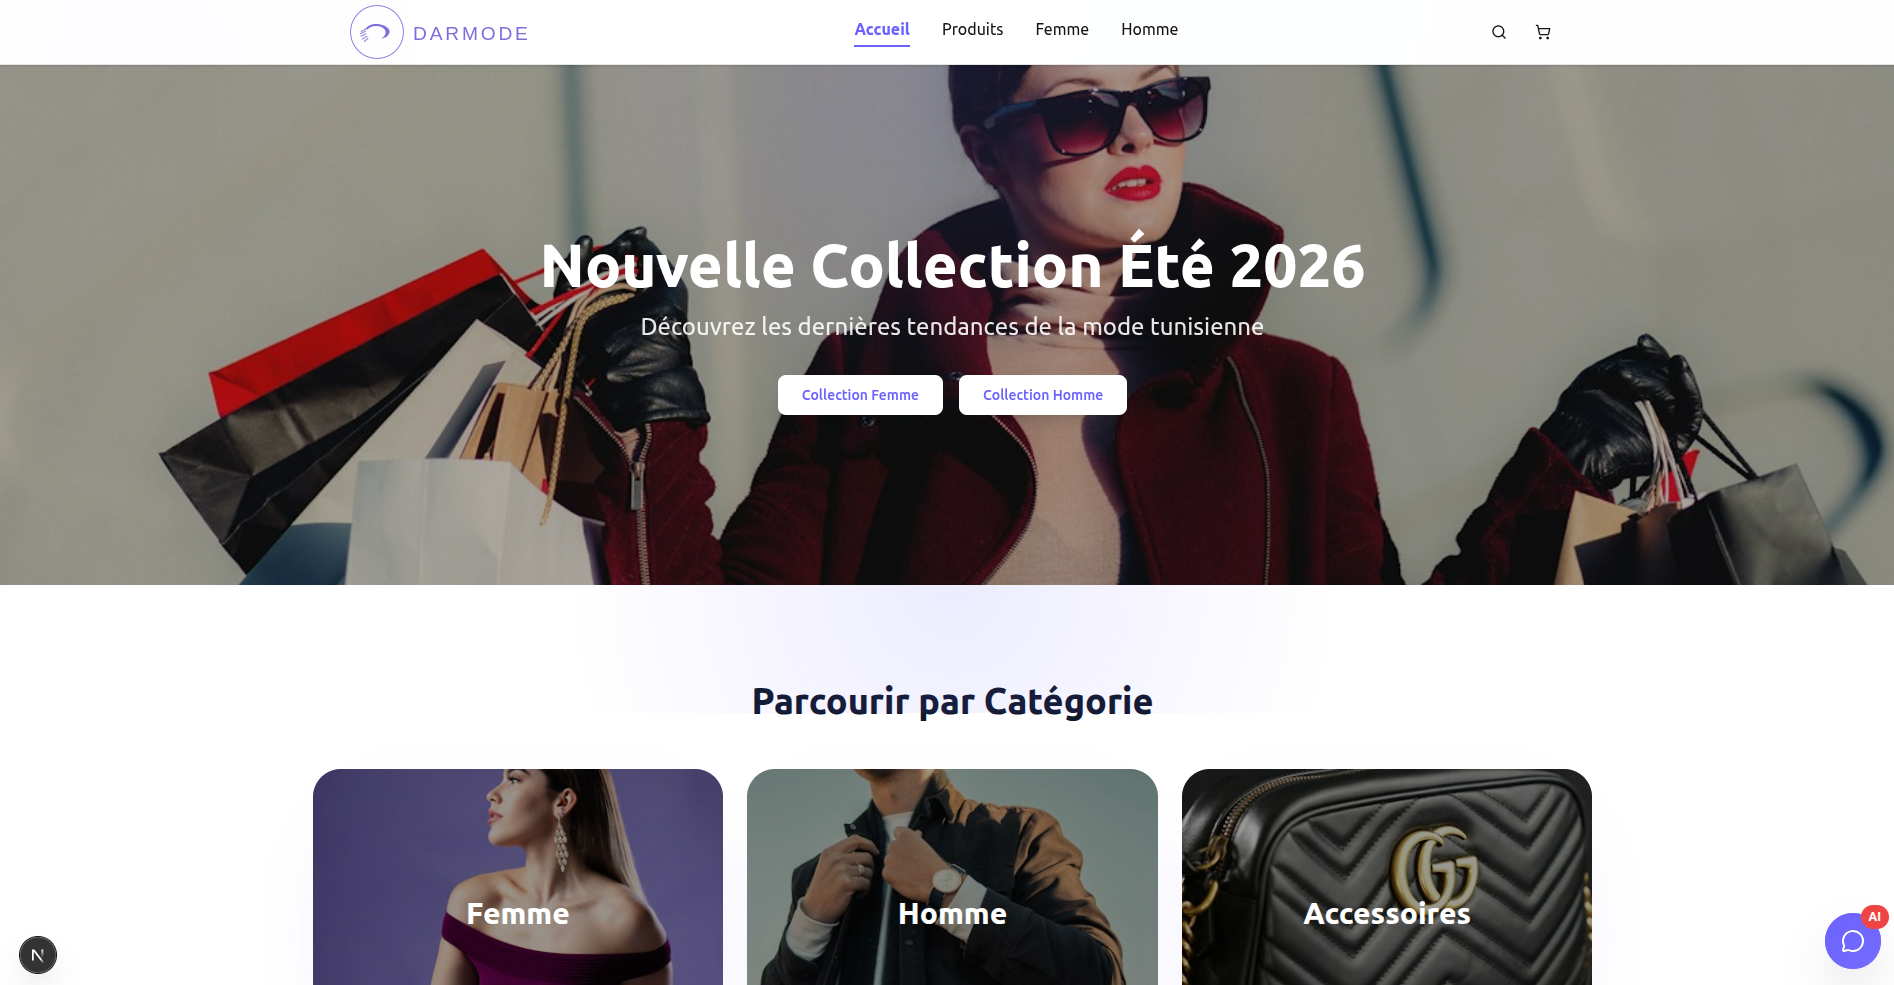 DARMODE
Accueil Produits Femme Homme
Nouvelle Collection Été 2026
Découvrez les dernières tendances de la mode tunisienne
Collection Femme Collection Homme
Parcourir par Catégorie
Femme Homme Accessoires
AI
N